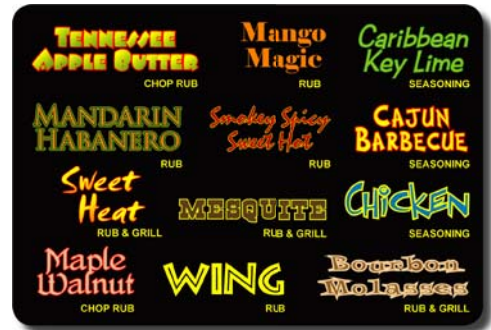 TENNESSEE
APPLE BUTTER
CHOP RUB
Mango
Magic
RUB
Caribbean
Key Lime
SEASONING
MANDARIN
HABANERO
RUB
Smokey Spicy
Sweet Hot
RUB
CAJUN
BARBECUE
SEASONING
Sweet
Heat
RUB & GRILL
MESQUITE
RUB & GRILL
CHiCKEN
SEASONING
Maple
Walnut
CHOP RUB
WING
RUB
Bourbon
Molasses
RUB & GRILL